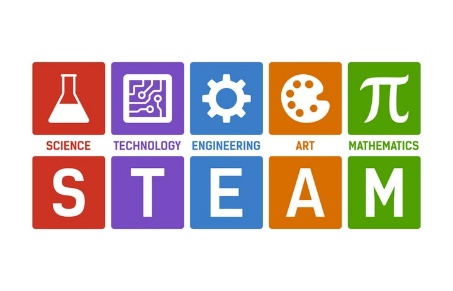 SCIENCE TECHNOLOGY ENGINEERING ART MATHEMATICS
S T E A M